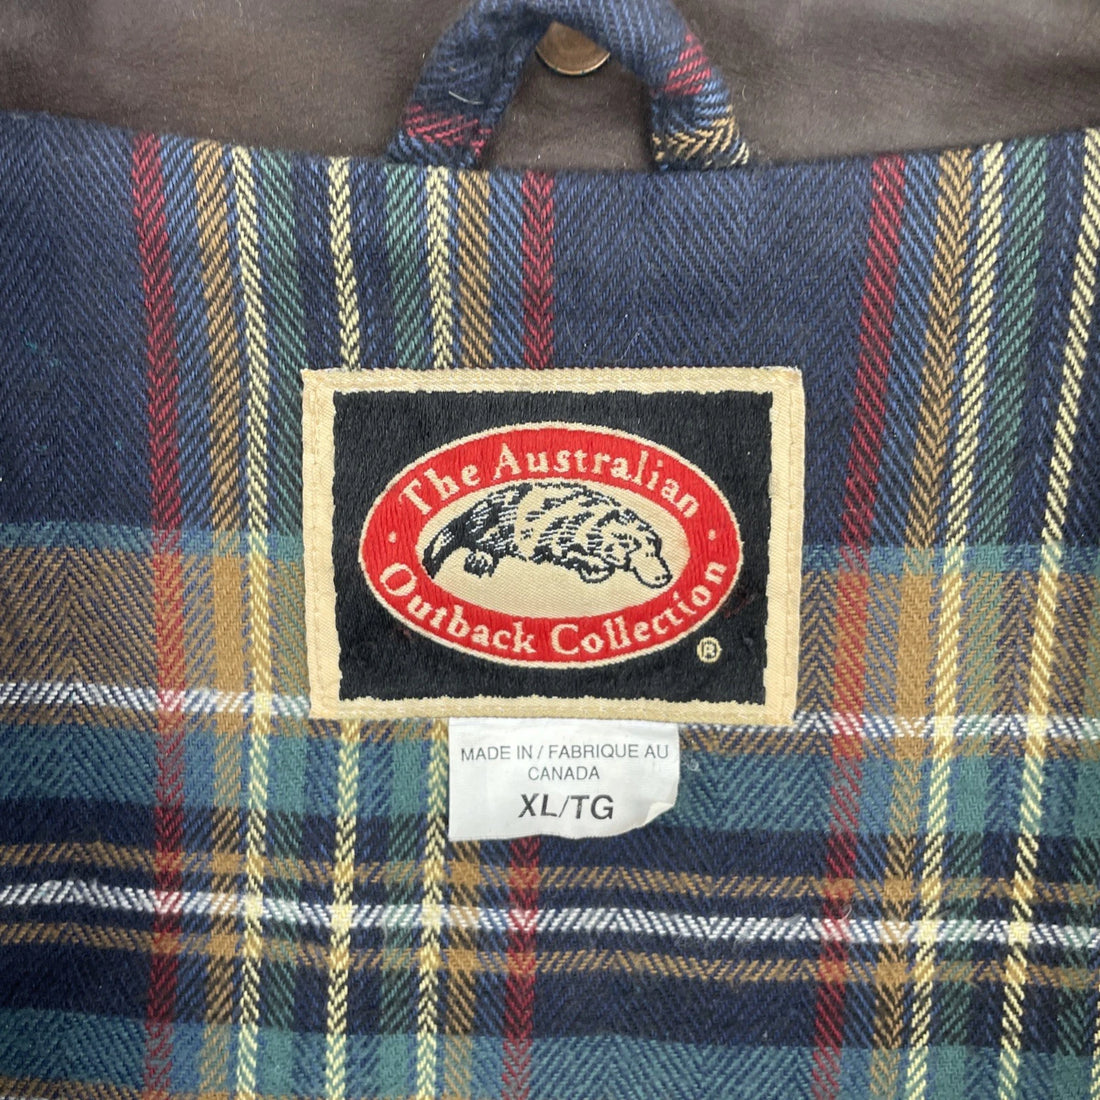 The Australian
Outback Collection
®
MADE IN / FABRIQUE AU
CANADA
XL/TG